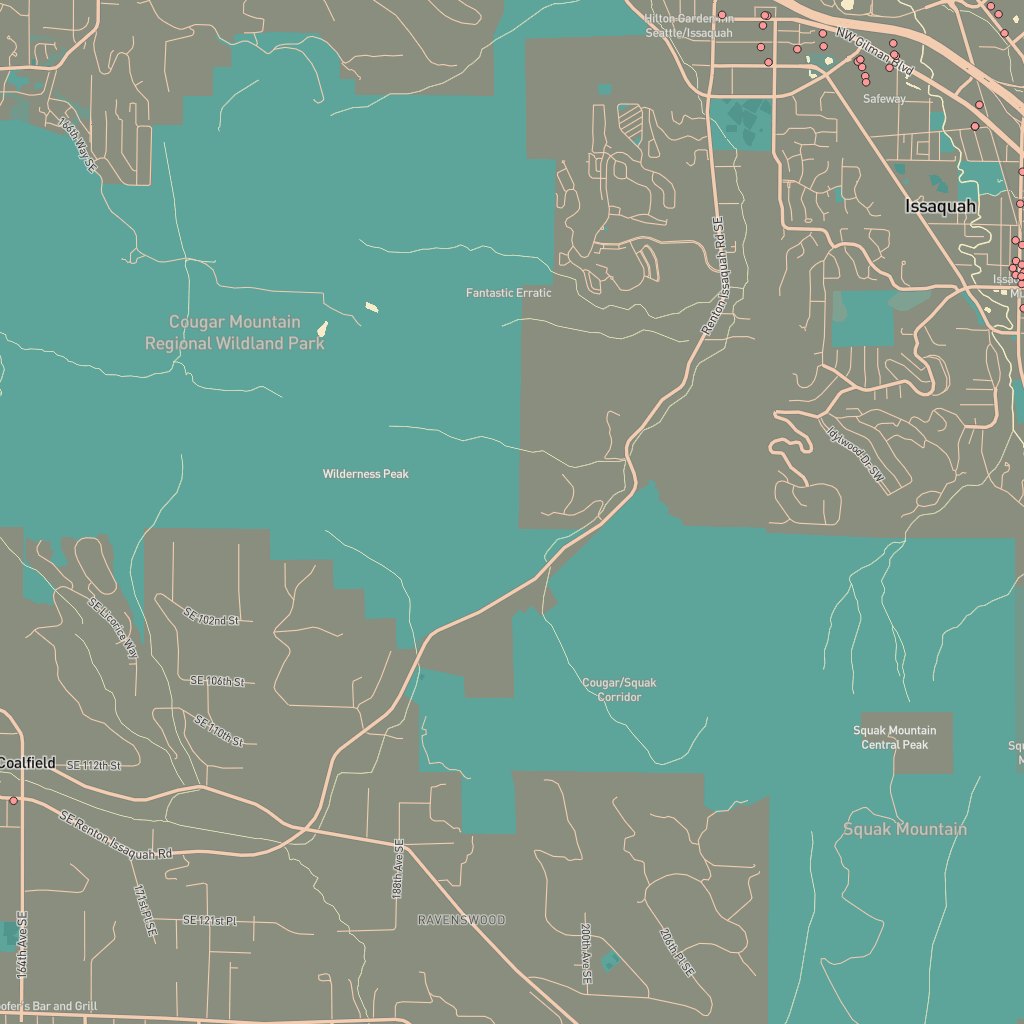 Hilton Garden Inn
Seattle/Issaquah
NW Gilman Blvd
Safeway
166th Way SE
Issaquah
Renton Issaquah Rd SE
Fantastic Erratic
Cougar Mountain
Regional Wildland Park
Idylwood Dr SW
Wilderness Peak
SE Licorice Way
SE 102nd St
SE 106th St
Cougar/Squak
Corridor
SE 110th St
Squak Mountain
Central Peak
Coalfield
SE 112th St
SE Renton Issaquah Rd
Squak Mountain
188th Ave SE
171st Pl SE
SE 121st Pl
RAVENSWOOD
164th Ave SE
200th Ave SE
206th Pl SE
Bar and Grill